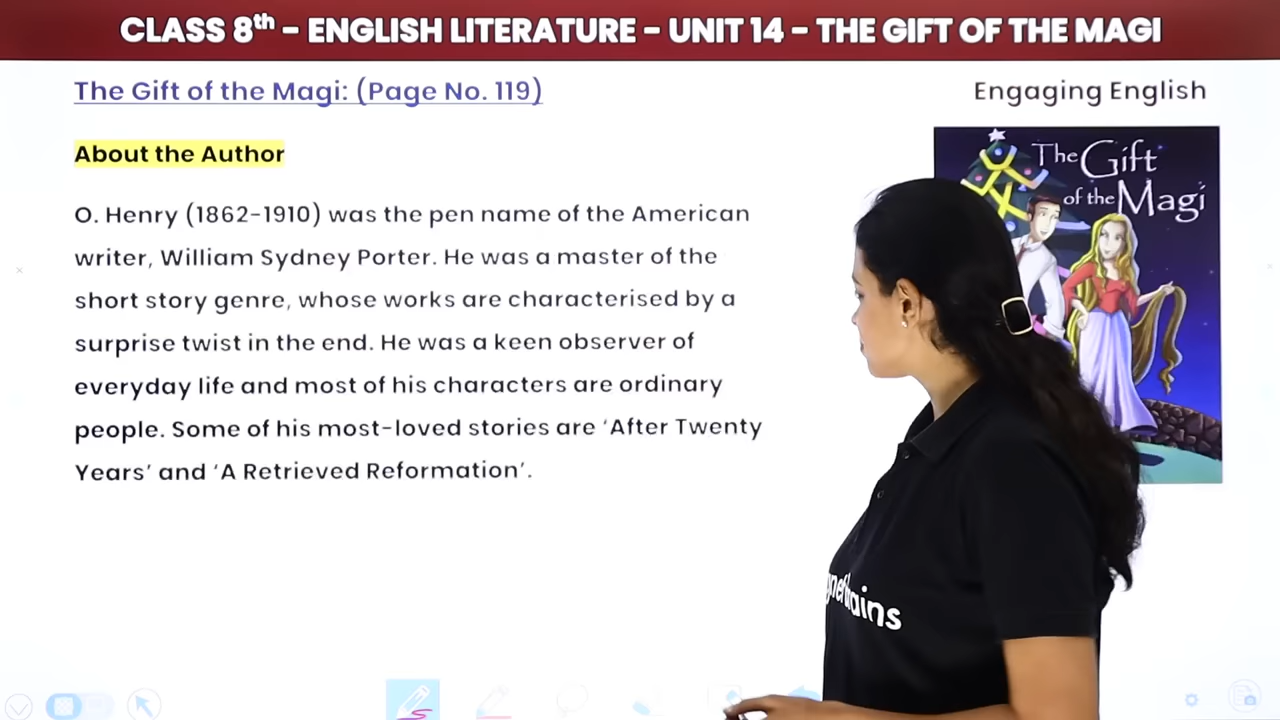 CLASS 8th – ENGLISH LITERATURE – UNIT 14 – THE GIFT OF THE MAGI
The Gift of the Magi: (Page No. 119)
Engaging English
About the Author
O. Henry (1862-1910) was the pen name of the American
writer, William Sydney Porter. He was a master of the
short story genre, whose works are characterised by a
surprise twist in the end. He was a keen observer of
everyday life and most of his characters are ordinary
people. Some of his most-loved stories are ‘After Twenty
Years’ and ‘A Retrieved Reformation’.
The Gift
of the Magi